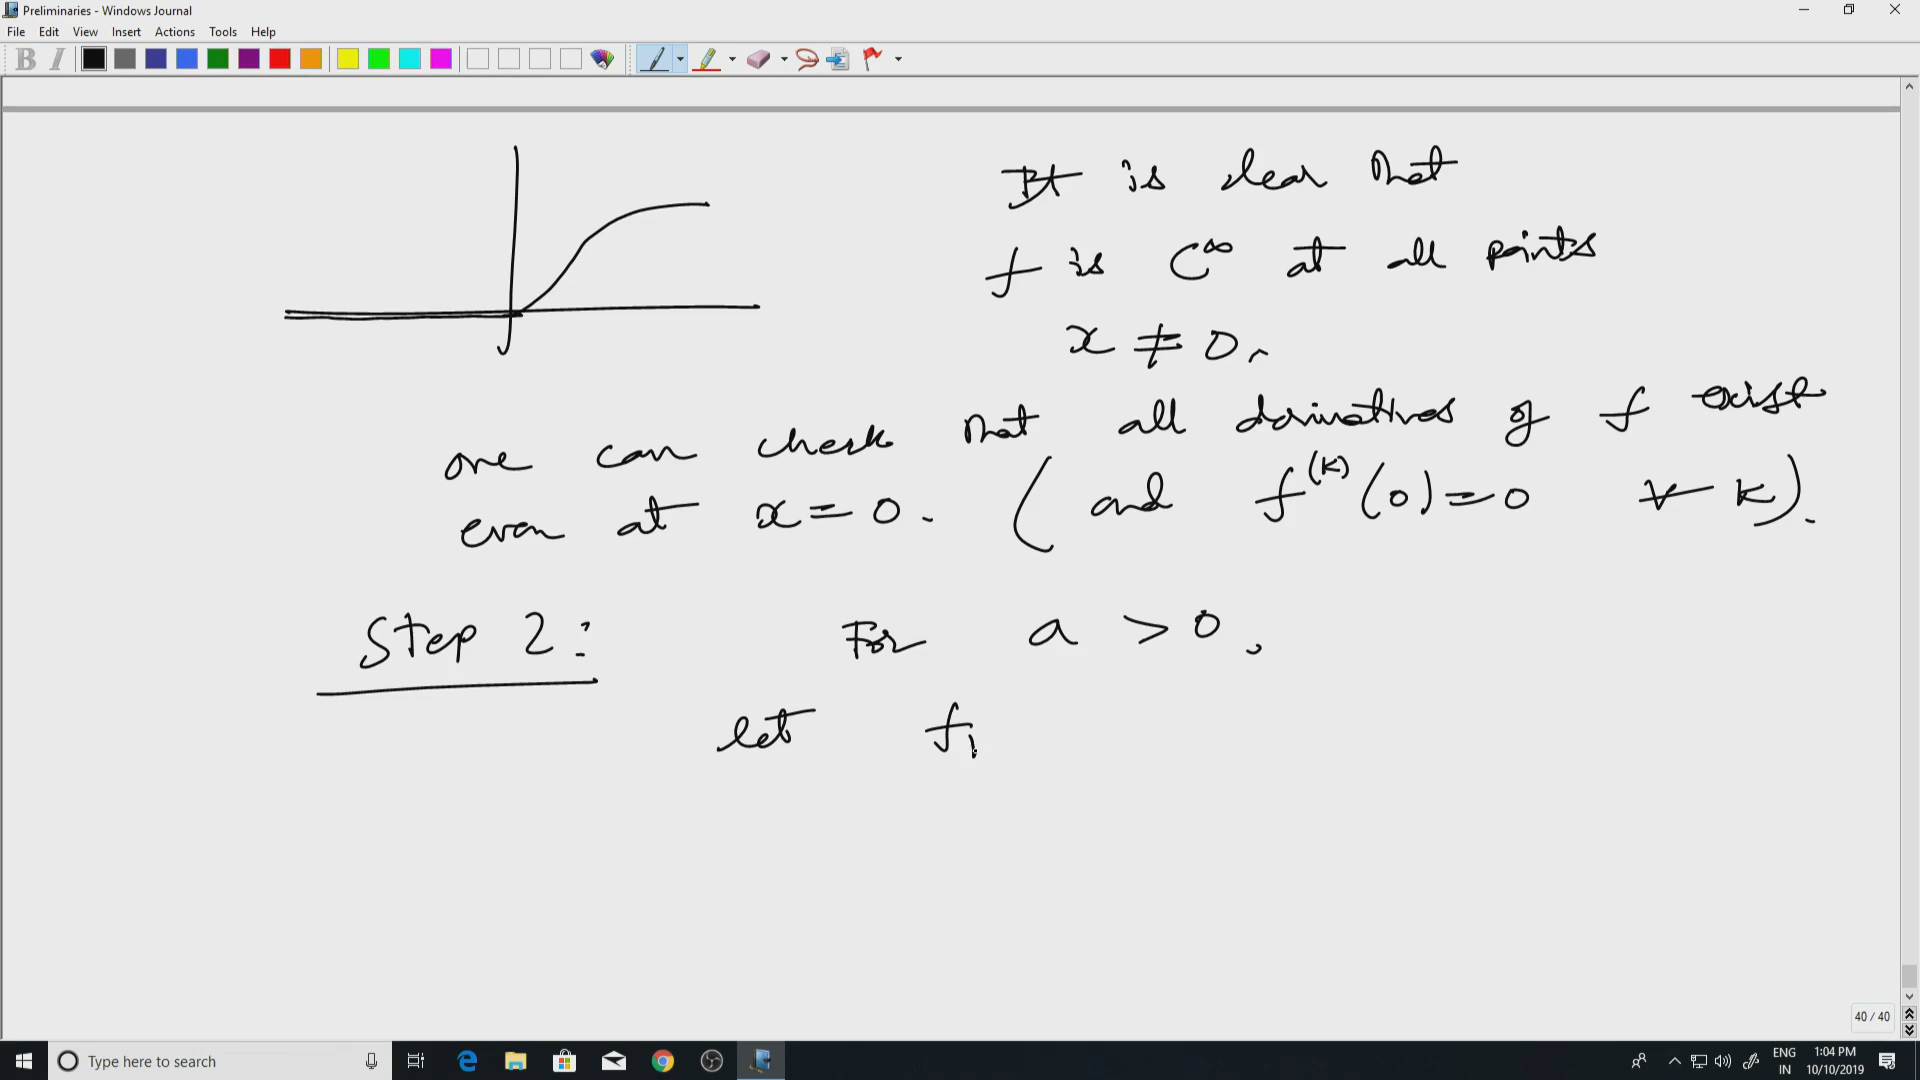 Preliminaries - Windows Journal
File Edit View Insert Actions Tools Help
B I
It is clear that
f is C^∞ at all points
x ≠ 0,
one can check that all derivatives of f exist
even at x = 0. (and f^(k)(0) = 0 ∀ k).
Step 2: For a > 0,
let f₁
40 / 40
Type here to search
ENG
IN
1:04 PM
10/10/2019